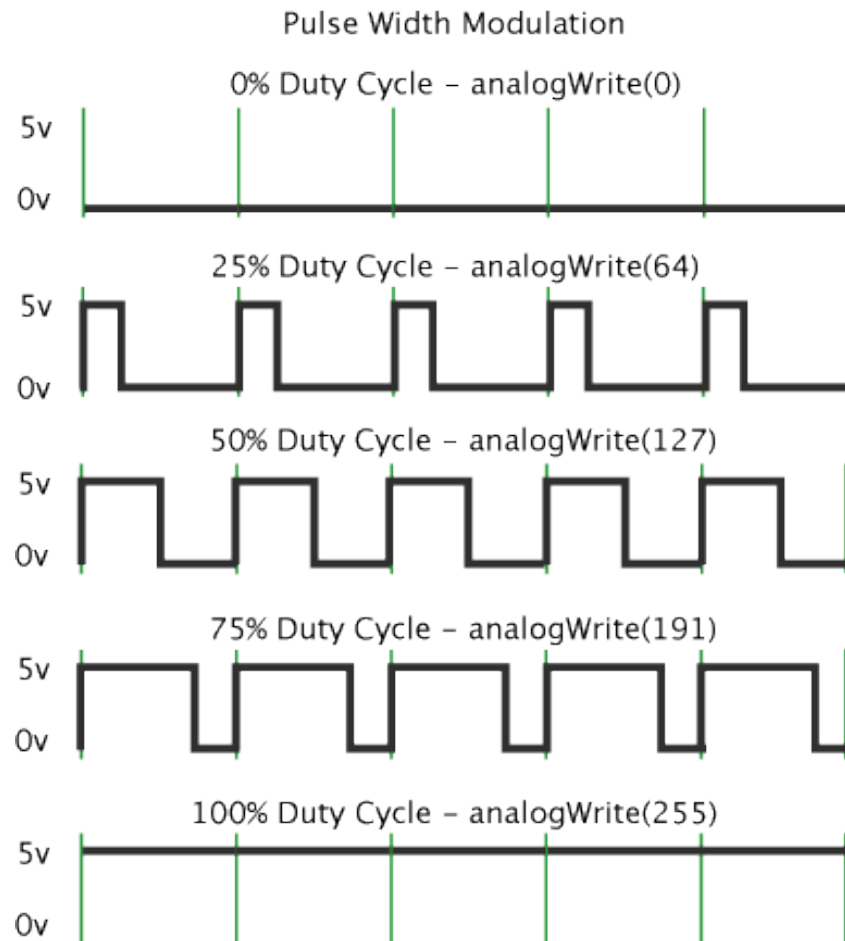 Pulse Width Modulation
0% Duty Cycle – analogWrite(0)
5v
0v
25% Duty Cycle – analogWrite(64)
5v
0v
50% Duty Cycle – analogWrite(127)
5v
0v
75% Duty Cycle – analogWrite(191)
5v
0v
100% Duty Cycle – analogWrite(255)
5v
0v